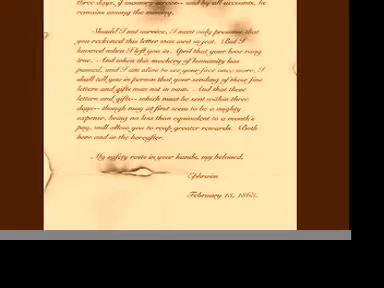 three days, if memory serves-- and by all accounts, he
remains among the missing.
Should I not survive, I want only presume that
you reckoned this letter was sent in jest. But I
knowed when I left you in April that your love rang
true. And when this mockery of humanity has
passed, and I am alive to see your face once more, I
shall tell you in person that your sending of these fine
letters and gifts was not in vain. And that these
letters and gifts-- which must be sent within three
days-- though may at first seem to be a mighty
expense, being no less than equivalent to a month's
pay, will allow you to reap greater rewards. Both
here and in the hereafter.
My safety rests in your hands, my beloved,
Ephraim
February 13, 1863.